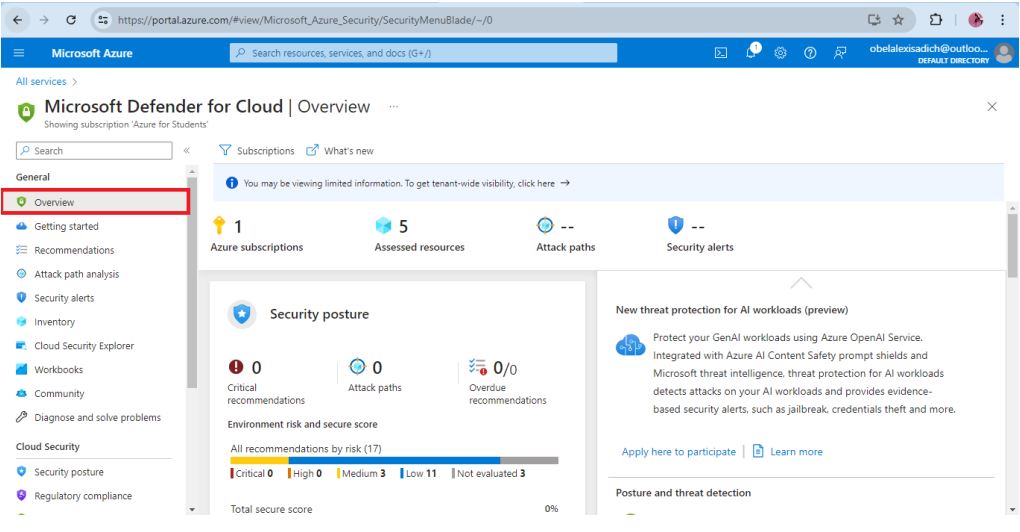 https://portal.azure.com/#view/Microsoft_Azure_Security/SecurityMenuBlade/~/0
Microsoft Azure
Search resources, services, and docs (G+/)
1
obelalexisadich@outloo...
DEFAULT DIRECTORY
All services >
Microsoft Defender for Cloud | Overview ...
Showing subscription 'Azure for Students'
Search
«
Subscriptions
What's new
General
Overview
Getting started
Recommendations
Attack path analysis
Security alerts
Inventory
Cloud Security Explorer
Workbooks
Community
Diagnose and solve problems
Cloud Security
Security posture
Regulatory compliance
You may be viewing limited information. To get tenant-wide visibility, click here →
1
Azure subscriptions
5
Assessed resources
--
Attack paths
--
Security alerts
Security posture
0
Critical
recommendations
0
Attack paths
0/0
Overdue
recommendations
Environment risk and secure score
All recommendations by risk (17)
Critical 0 High 0 Medium 3 Low 11 Not evaluated 3
Total secure score 0%
New threat protection for AI workloads (preview)
Protect your GenAI workloads using Azure OpenAI Service.
Integrated with Azure AI Content Safety prompt shields and
Microsoft threat intelligence, threat protection for AI workloads
detects attacks on your AI workloads and provides evidence-
based security alerts, such as jailbreak, credentials theft and more.
Apply here to participate
Learn more
Posture and threat detection